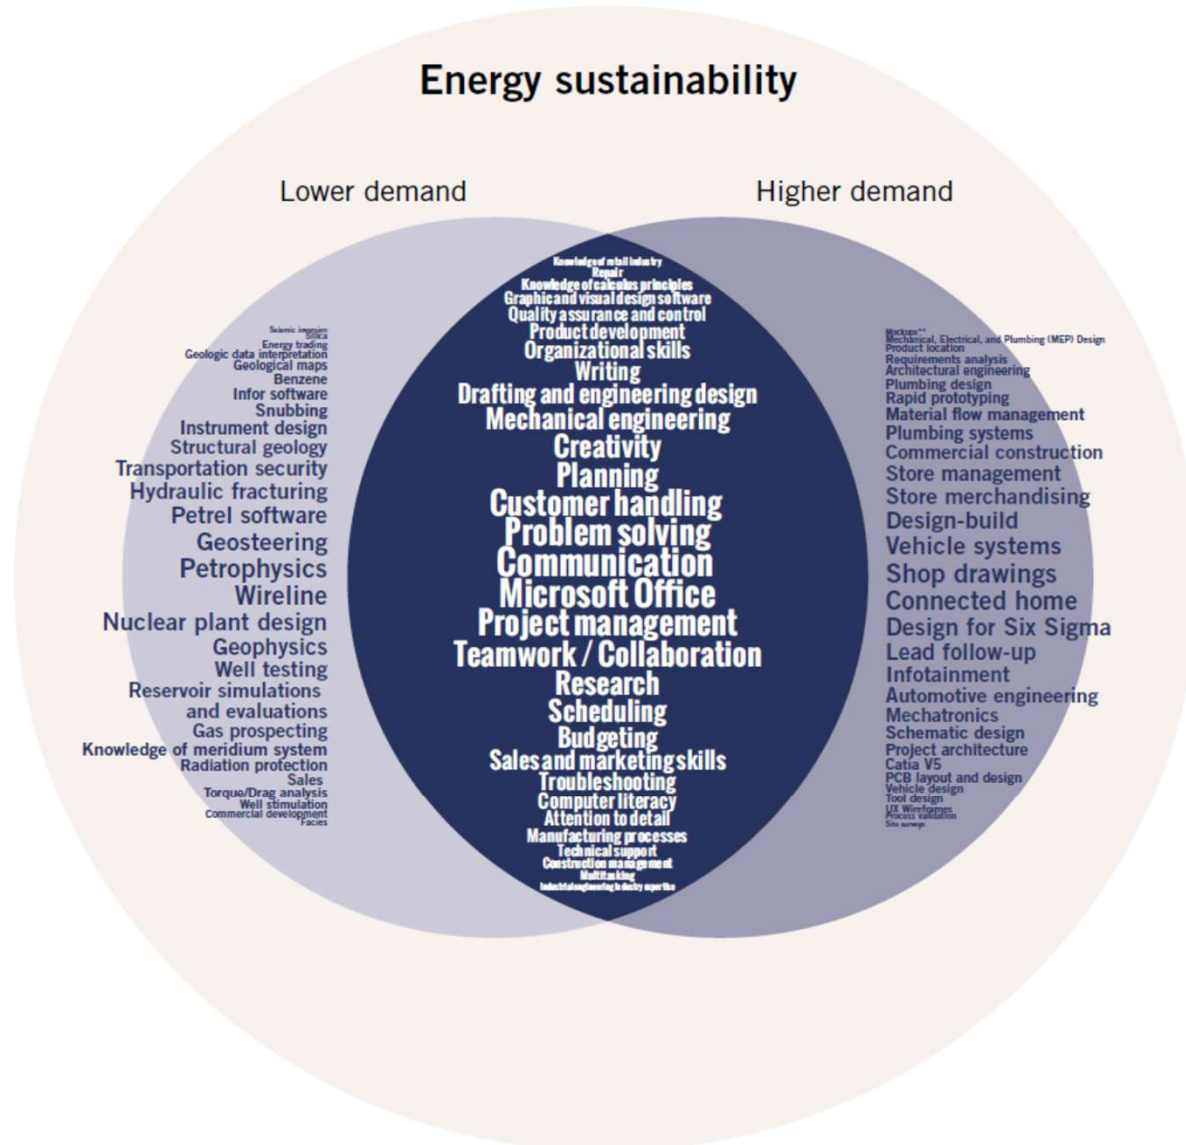 Energy sustainability
Lower demand
Higher demand
Seismic inversion
Silica
Energy trading
Geologic data interpretation
Geological maps
Benzene
Infor software
Snubbing
Instrument design
Structural geology
Transportation security
Hydraulic fracturing
Petrel software
Geosteering
Petrophysics
Wireline
Nuclear plant design
Geophysics
Well testing
Reservoir simulations
and evaluations
Gas prospecting
Knowledge of meridium system
Radiation protection
Sales
Torque/Drag analysis
Well stimulation
Commercial development
Facies
Knowledge of retail industry
Repair
Knowledge of calculus principles
Graphic and visual design software
Quality assurance and control
Product development
Organizational skills
Writing
Drafting and engineering design
Mechanical engineering
Creativity
Planning
Customer handling
Problem solving
Communication
Microsoft Office
Project management
Teamwork / Collaboration
Research
Scheduling
Budgeting
Sales and marketing skills
Troubleshooting
Computer literacy
Attention to detail
Manufacturing processes
Technical support
Construction management
Multitasking
Industrial engineering industry expertise
Mockups**
Mechanical, Electrical, and Plumbing (MEP) Design
Product location
Requirements analysis
Architectural engineering
Plumbing design
Rapid prototyping
Material flow management
Plumbing systems
Commercial construction
Store management
Store merchandising
Design-build
Vehicle systems
Shop drawings
Connected home
Design for Six Sigma
Lead follow-up
Infotainment
Automotive engineering
Mechatronics
Schematic design
Project architecture
Catia V5
PCB layout and design
Vehicle design
Tool design
UX Wireframes
Process validation
Site surveys